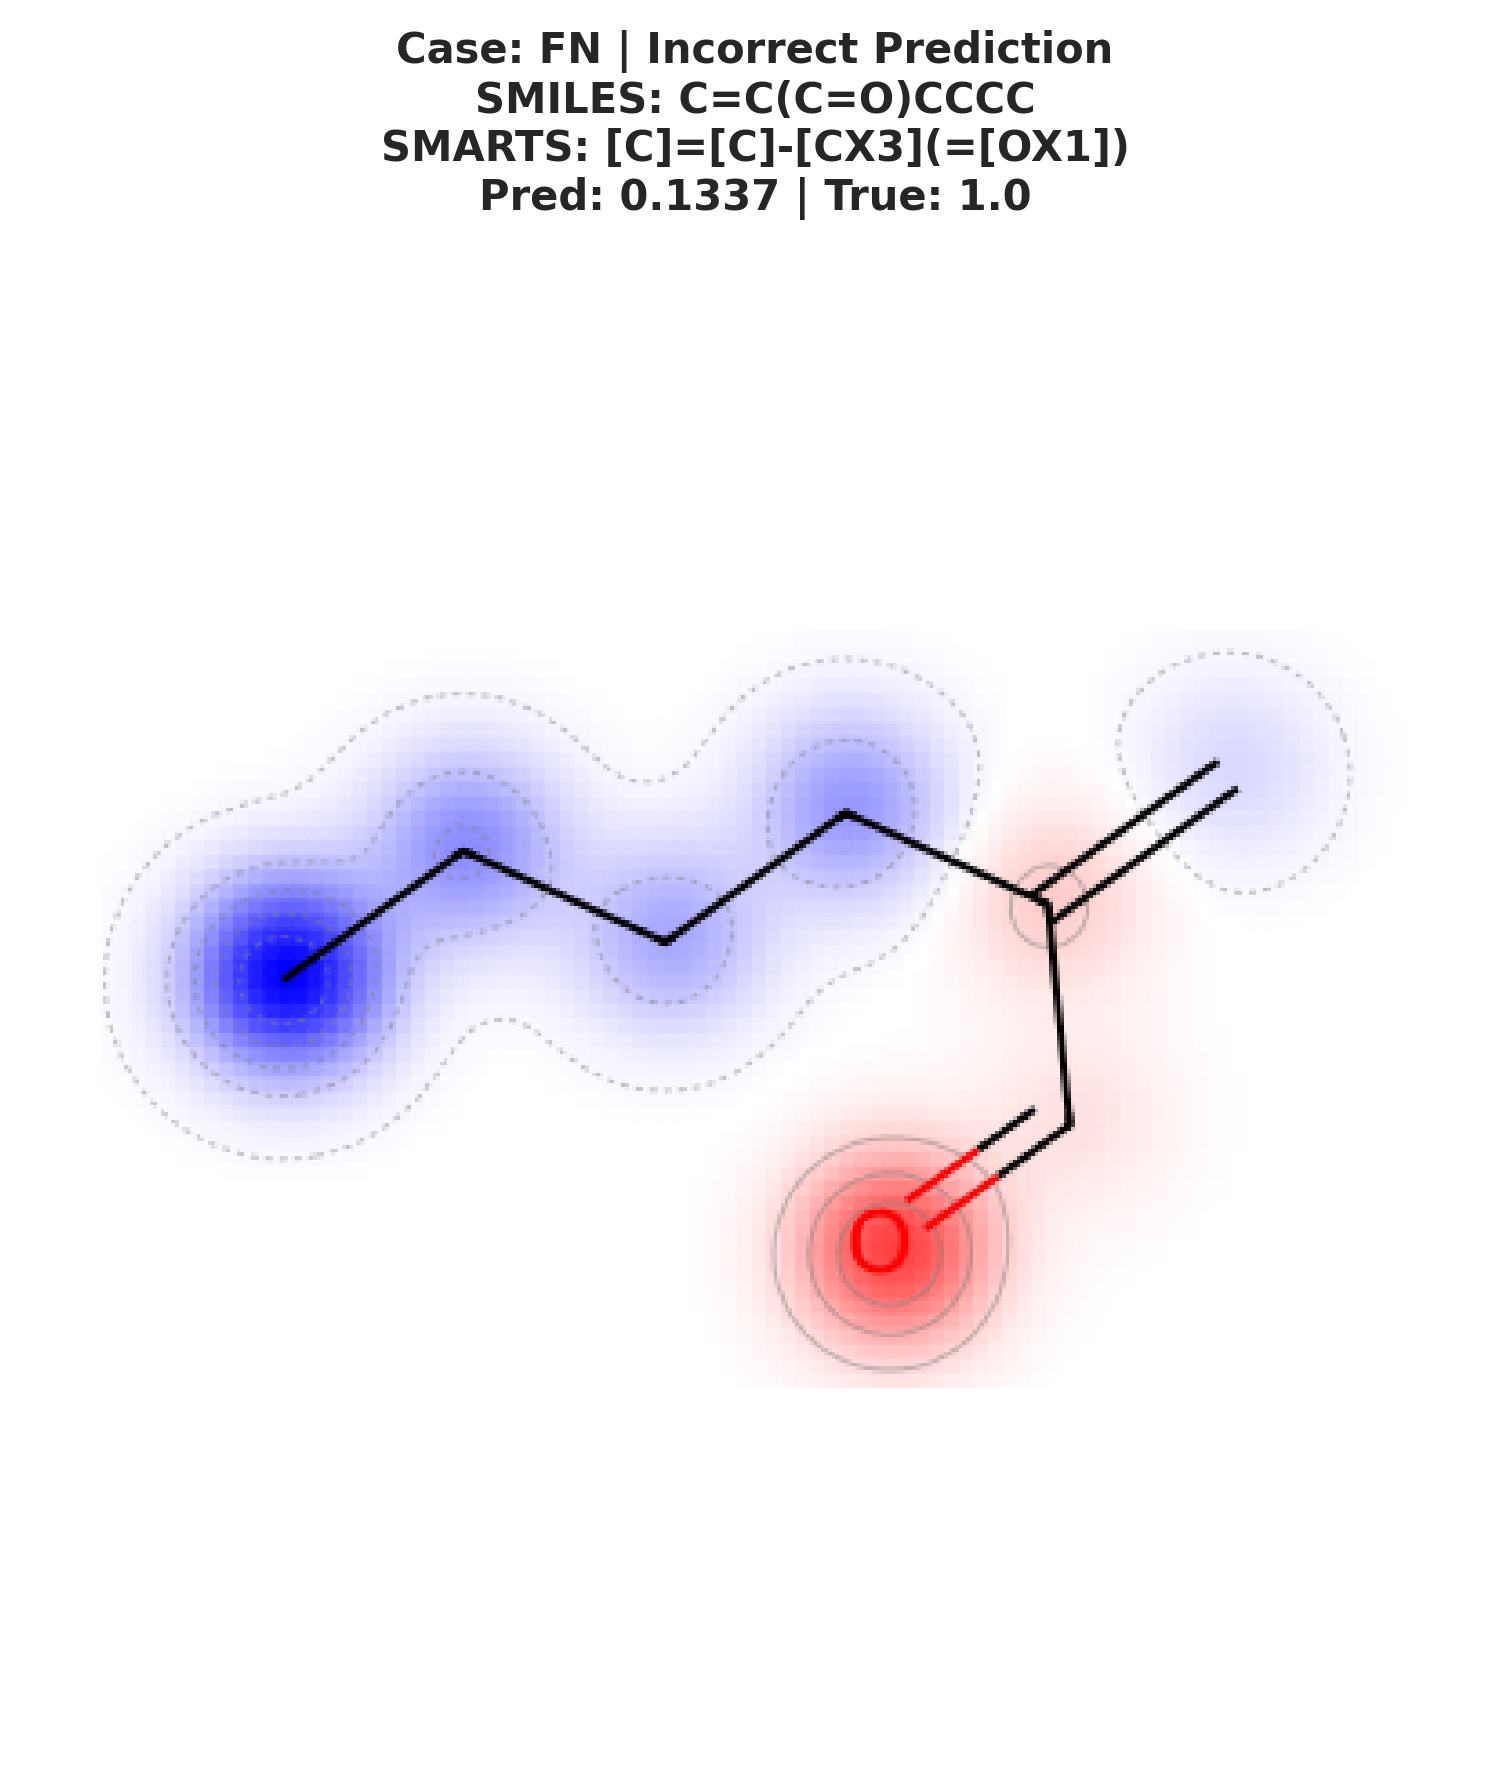 Case: FN | Incorrect Prediction
SMILES: C=C(C=O)CCCC
SMARTS: [C]=[C]-[CX3](=[OX1])
Pred: 0.1337 | True: 1.0
O